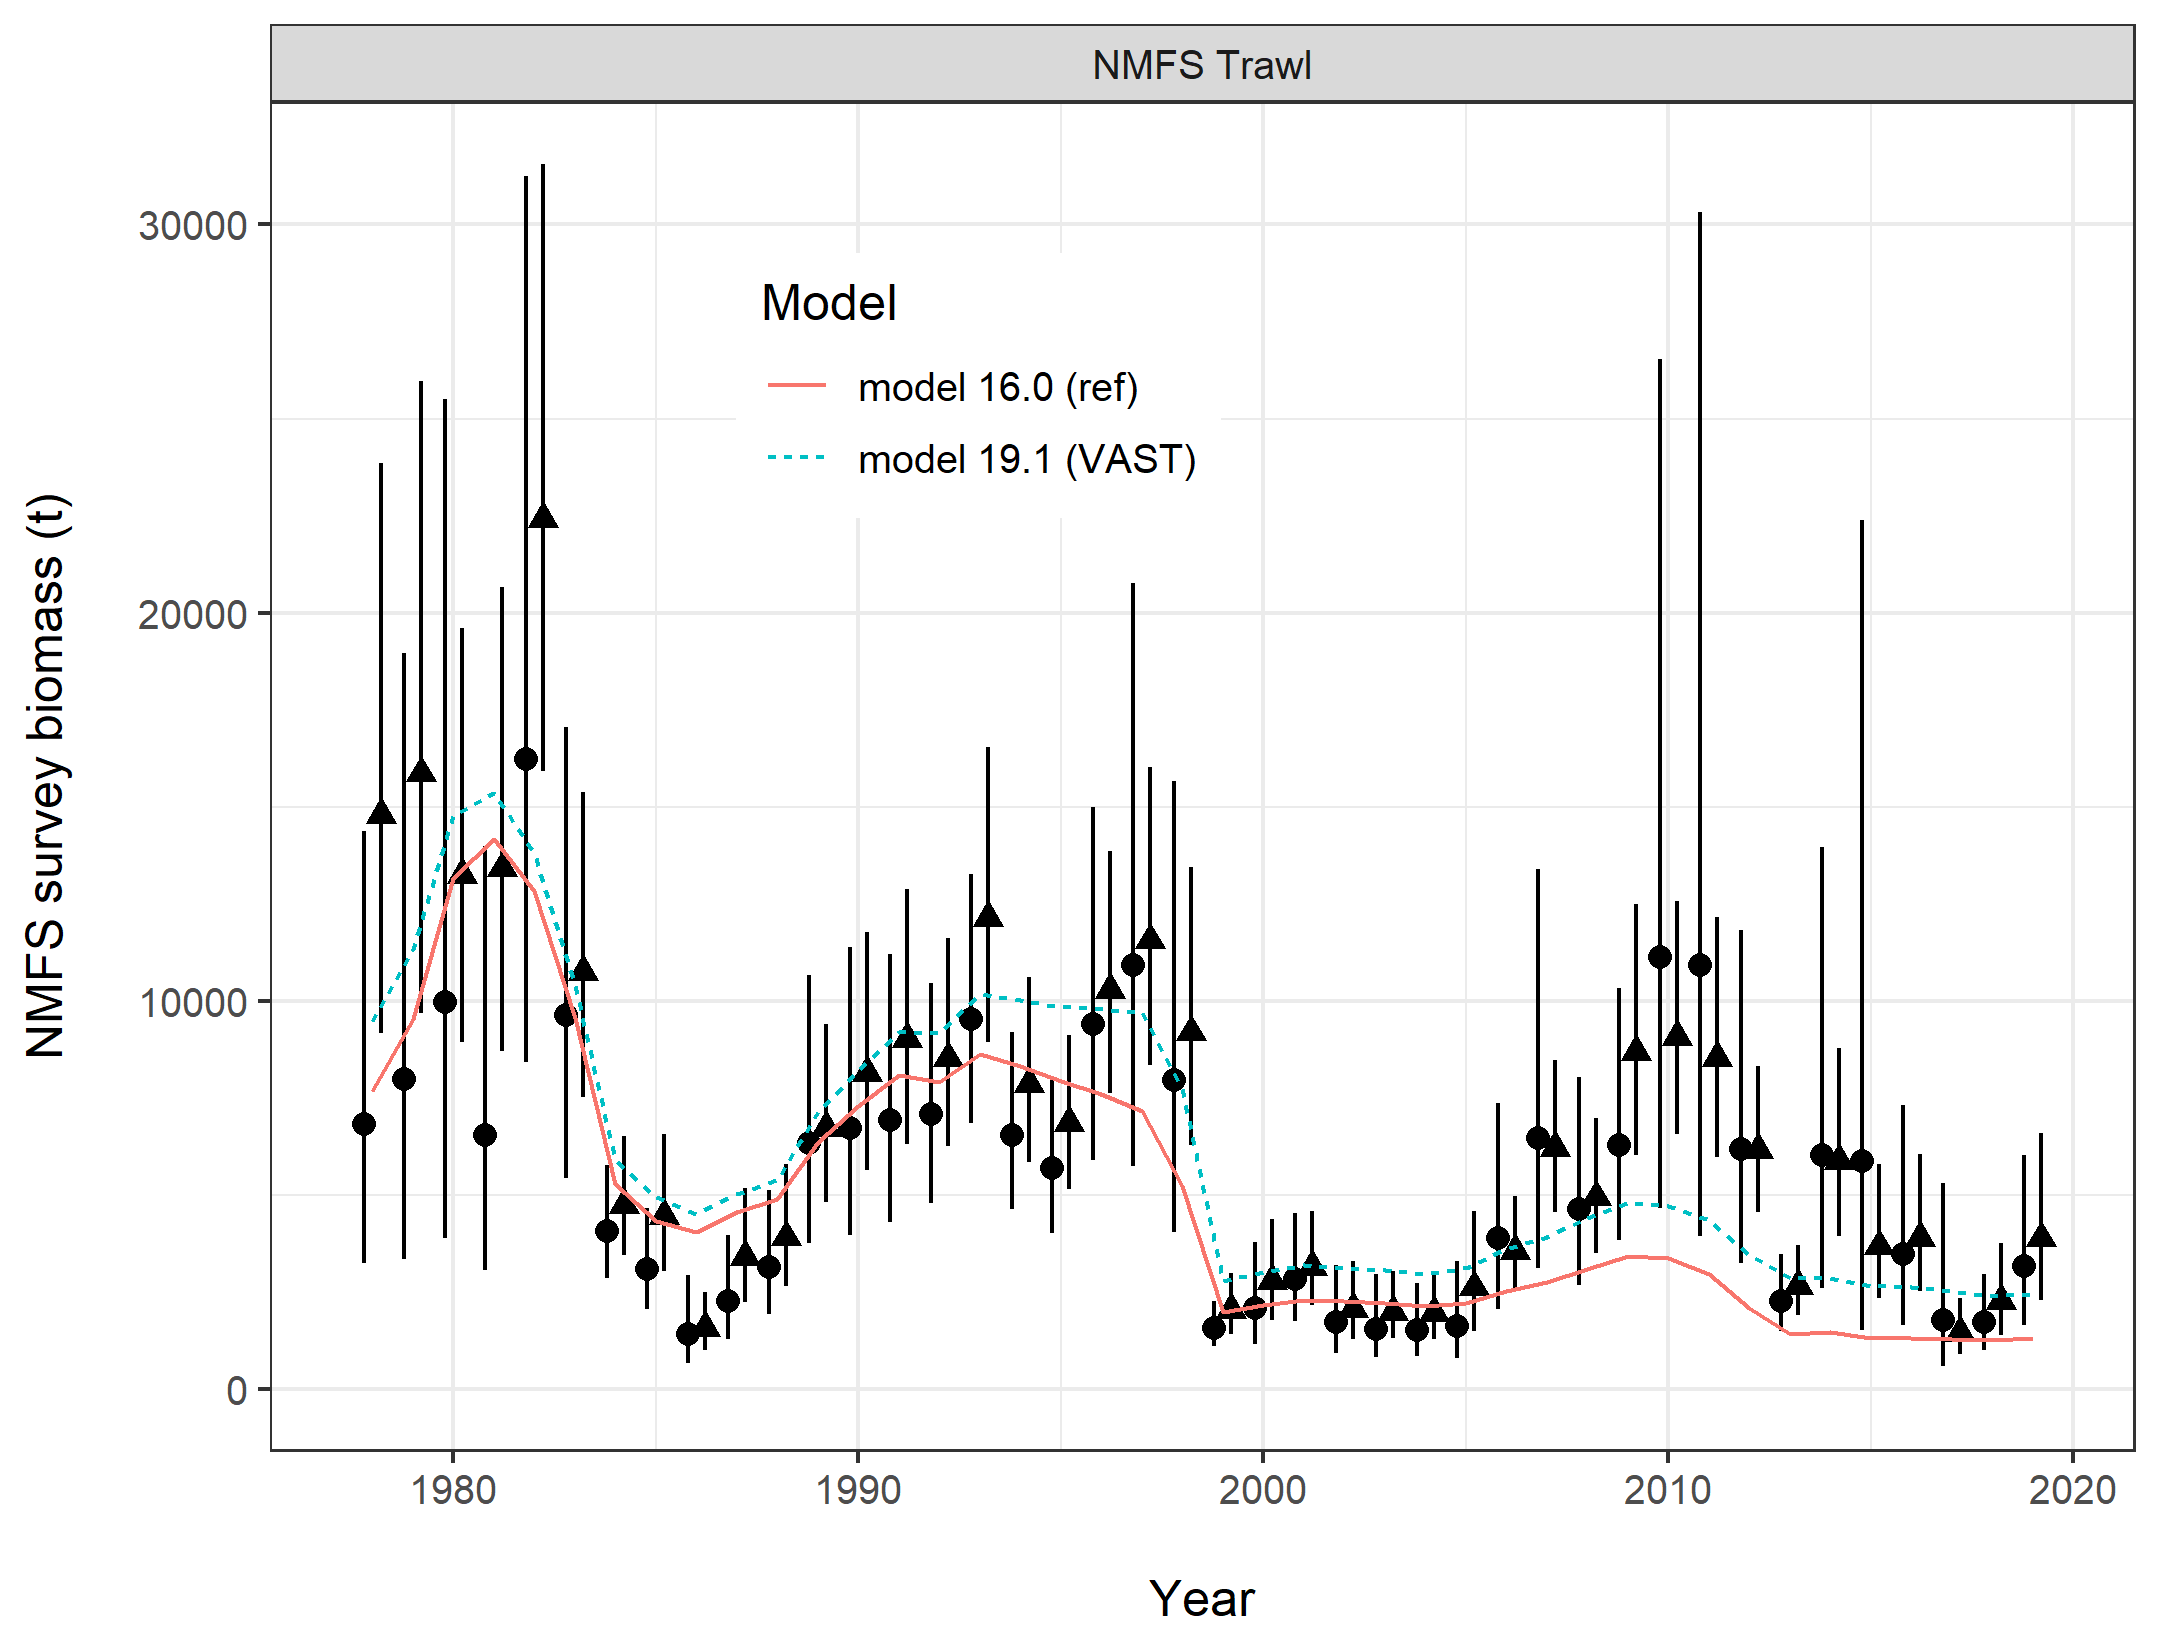 NMFS Trawl
30000
20000
10000
0
NMFS survey biomass (t)
Model
model 16.0 (ref)
model 19.1 (VAST)
1980
1990
2000
2010
2020
Year